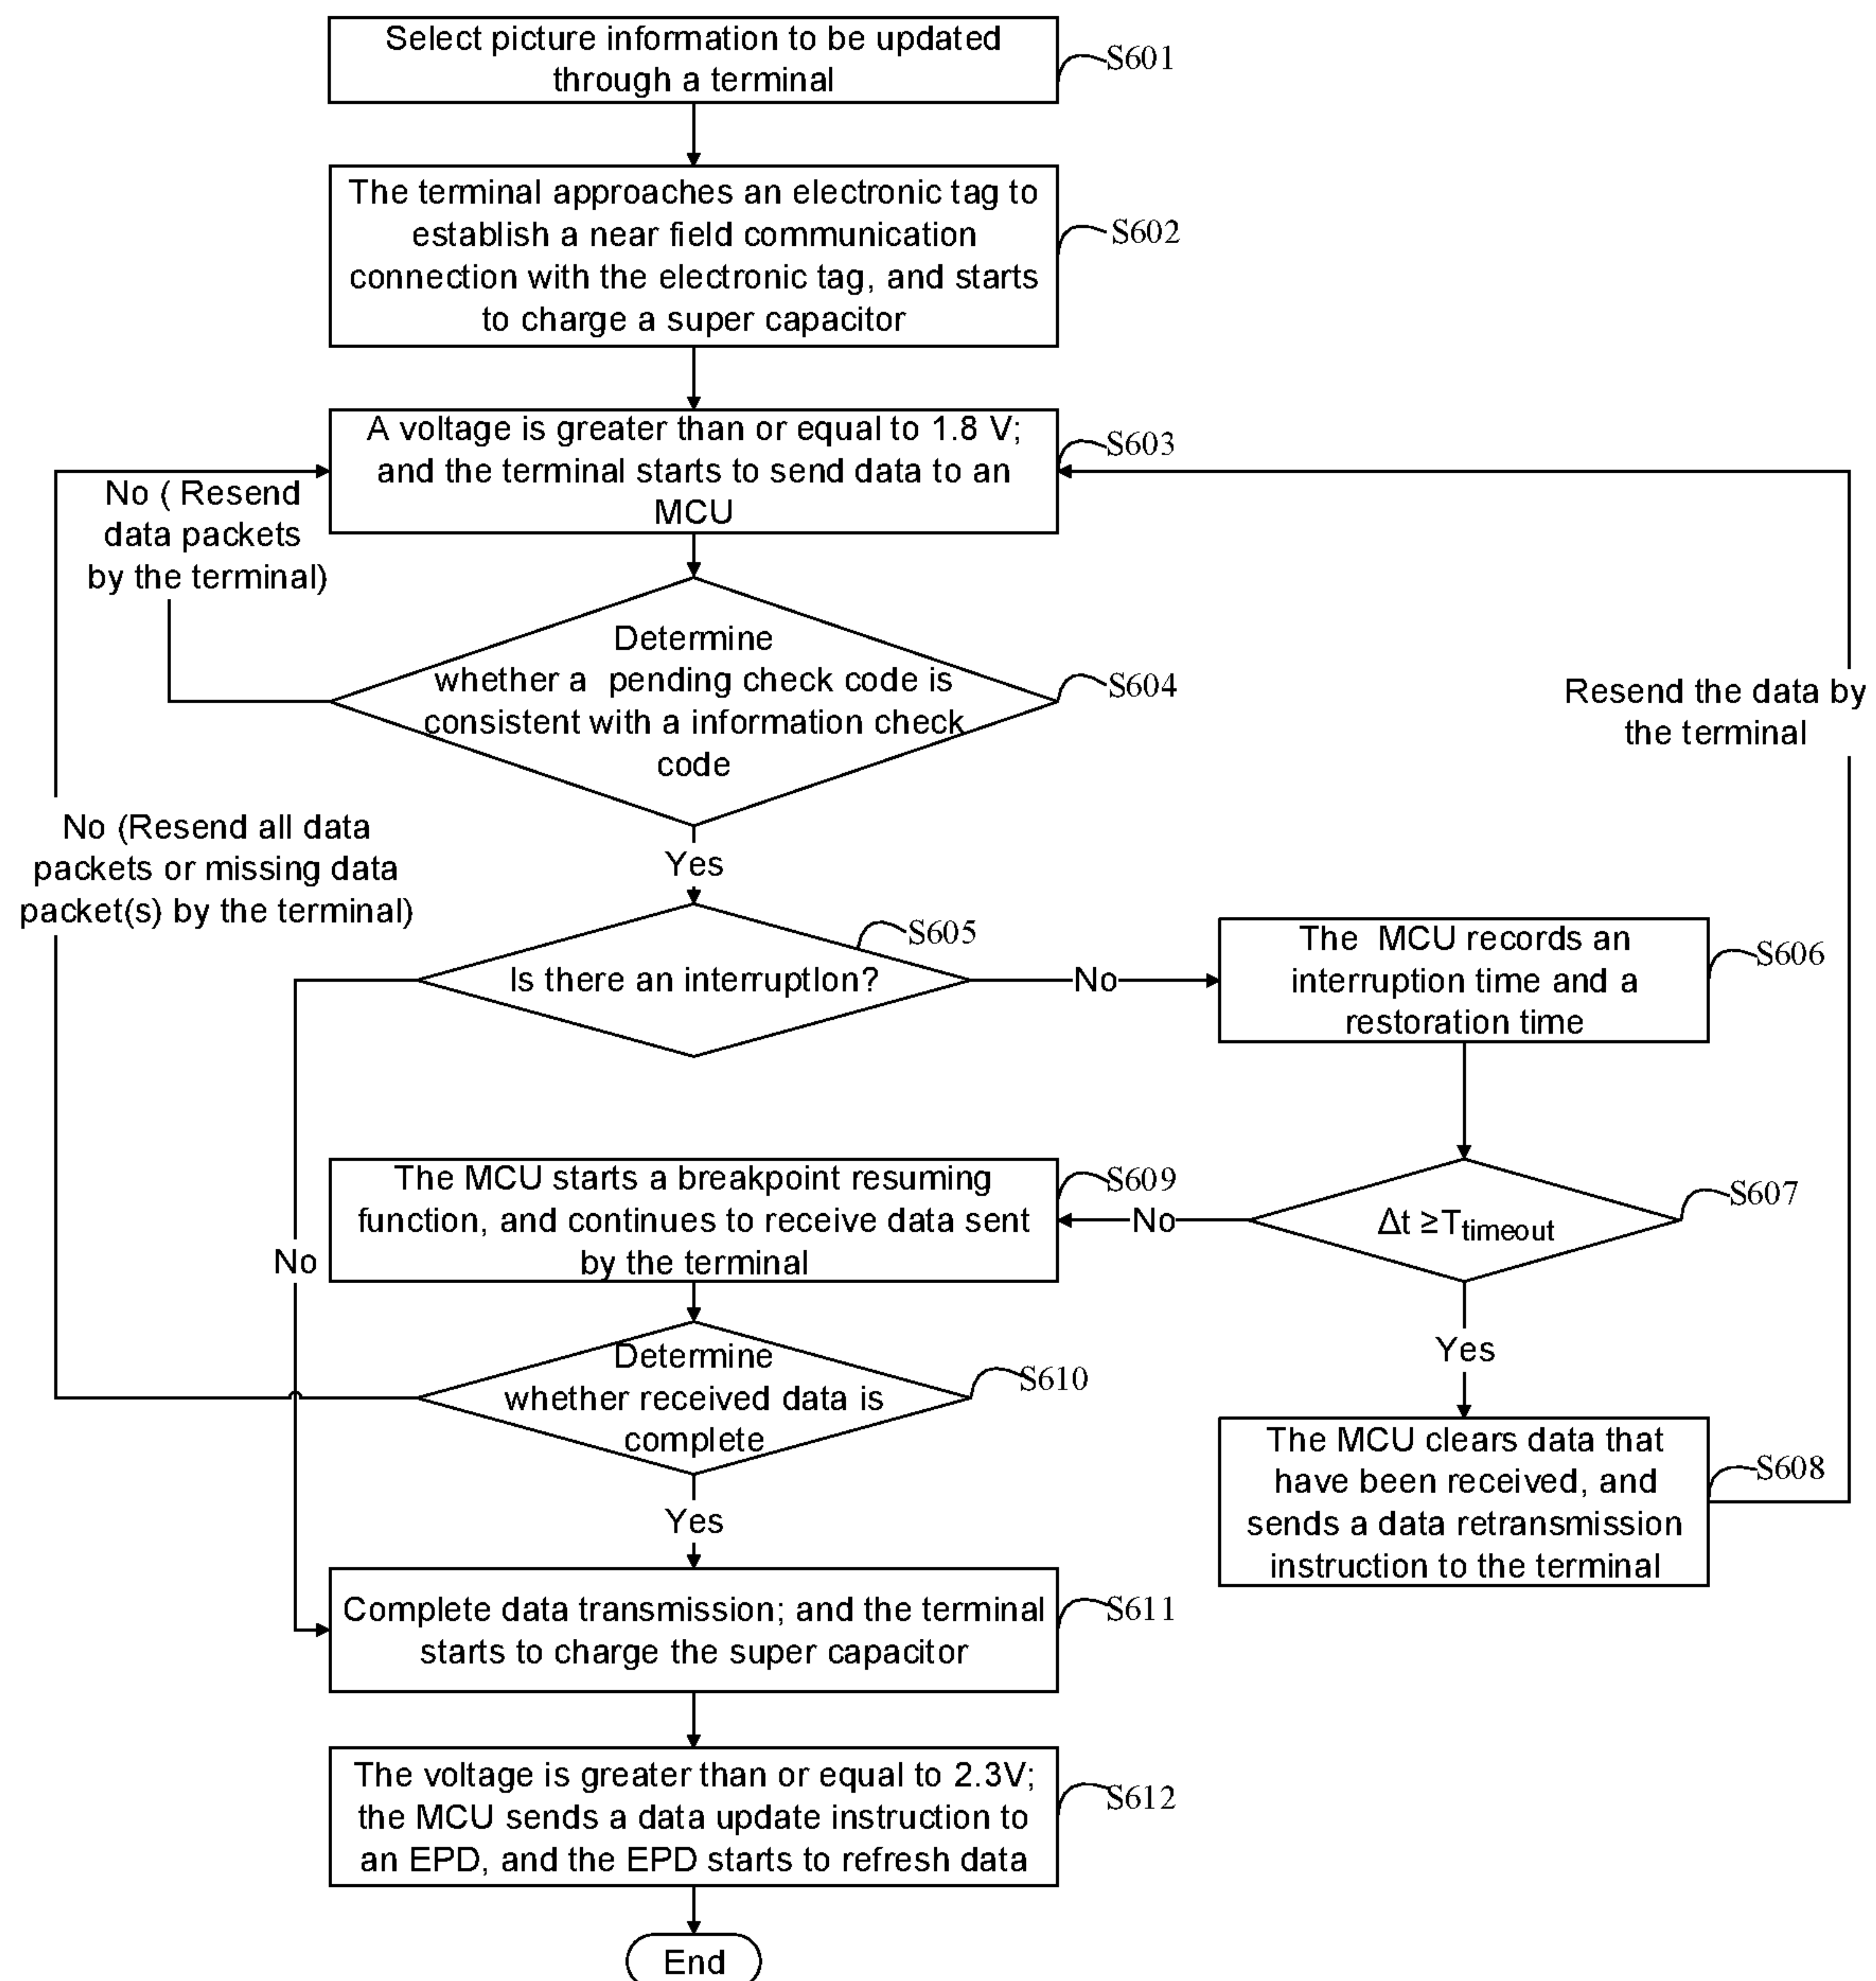 Select picture information to be updated
through a terminal
S601
The terminal approaches an electronic tag to
establish a near field communication
connection with the electronic tag, and starts
to charge a super capacitor
S602
A voltage is greater than or equal to 1.8 V;
and the terminal starts to send data to an
MCU
S603
No ( Resend
data packets
by the terminal)
Determine
whether a pending check code is
consistent with a information check
code
S604
Resend the data by
the terminal
No (Resend all data
packets or missing data
packet(s) by the terminal)
Yes
Is there an interruptIon?
S605
No
The MCU records an
interruption time and a
restoration time
S606
The MCU starts a breakpoint resuming
function, and continues to receive data sent
by the terminal
S609
No
Δt ≥Ttimeout
S607
No
Yes
Determine
whether received data is
complete
S610
The MCU clears data that
have been received, and
sends a data retransmission
instruction to the terminal
S608
Yes
Complete data transmission; and the terminal
starts to charge the super capacitor
S611
The voltage is greater than or equal to 2.3V;
the MCU sends a data update instruction to
an EPD, and the EPD starts to refresh data
S612
End